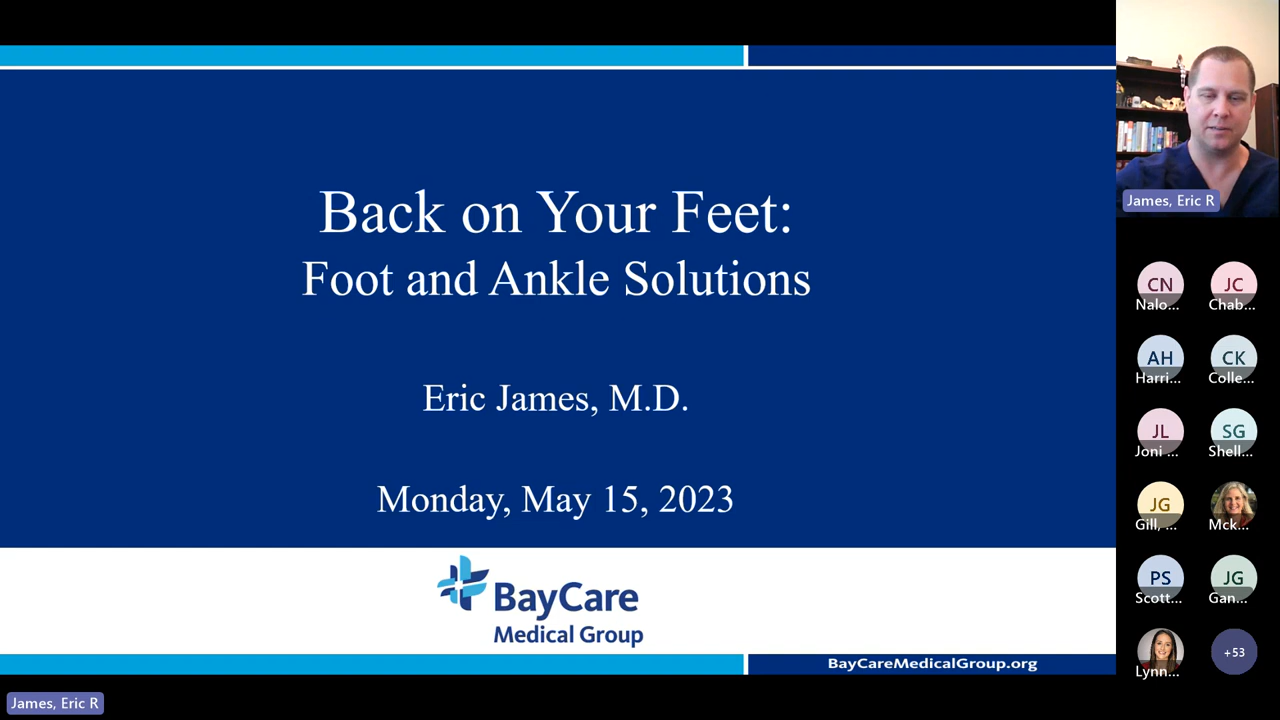 Back on Your Feet:
Foot and Ankle Solutions
Eric James, M.D.
Monday, May 15, 2023
BayCare
Medical Group
BayCareMedicalGroup.org
James, Eric R
James, Eric R
CN
Nalo...
JC
Chab...
AH
Harri...
CK
Colle...
JL
Joni ...
SG
Shell...
JG
Gill, ...
Mck...
PS
Scott...
JG
Gan...
Lynn...
+53